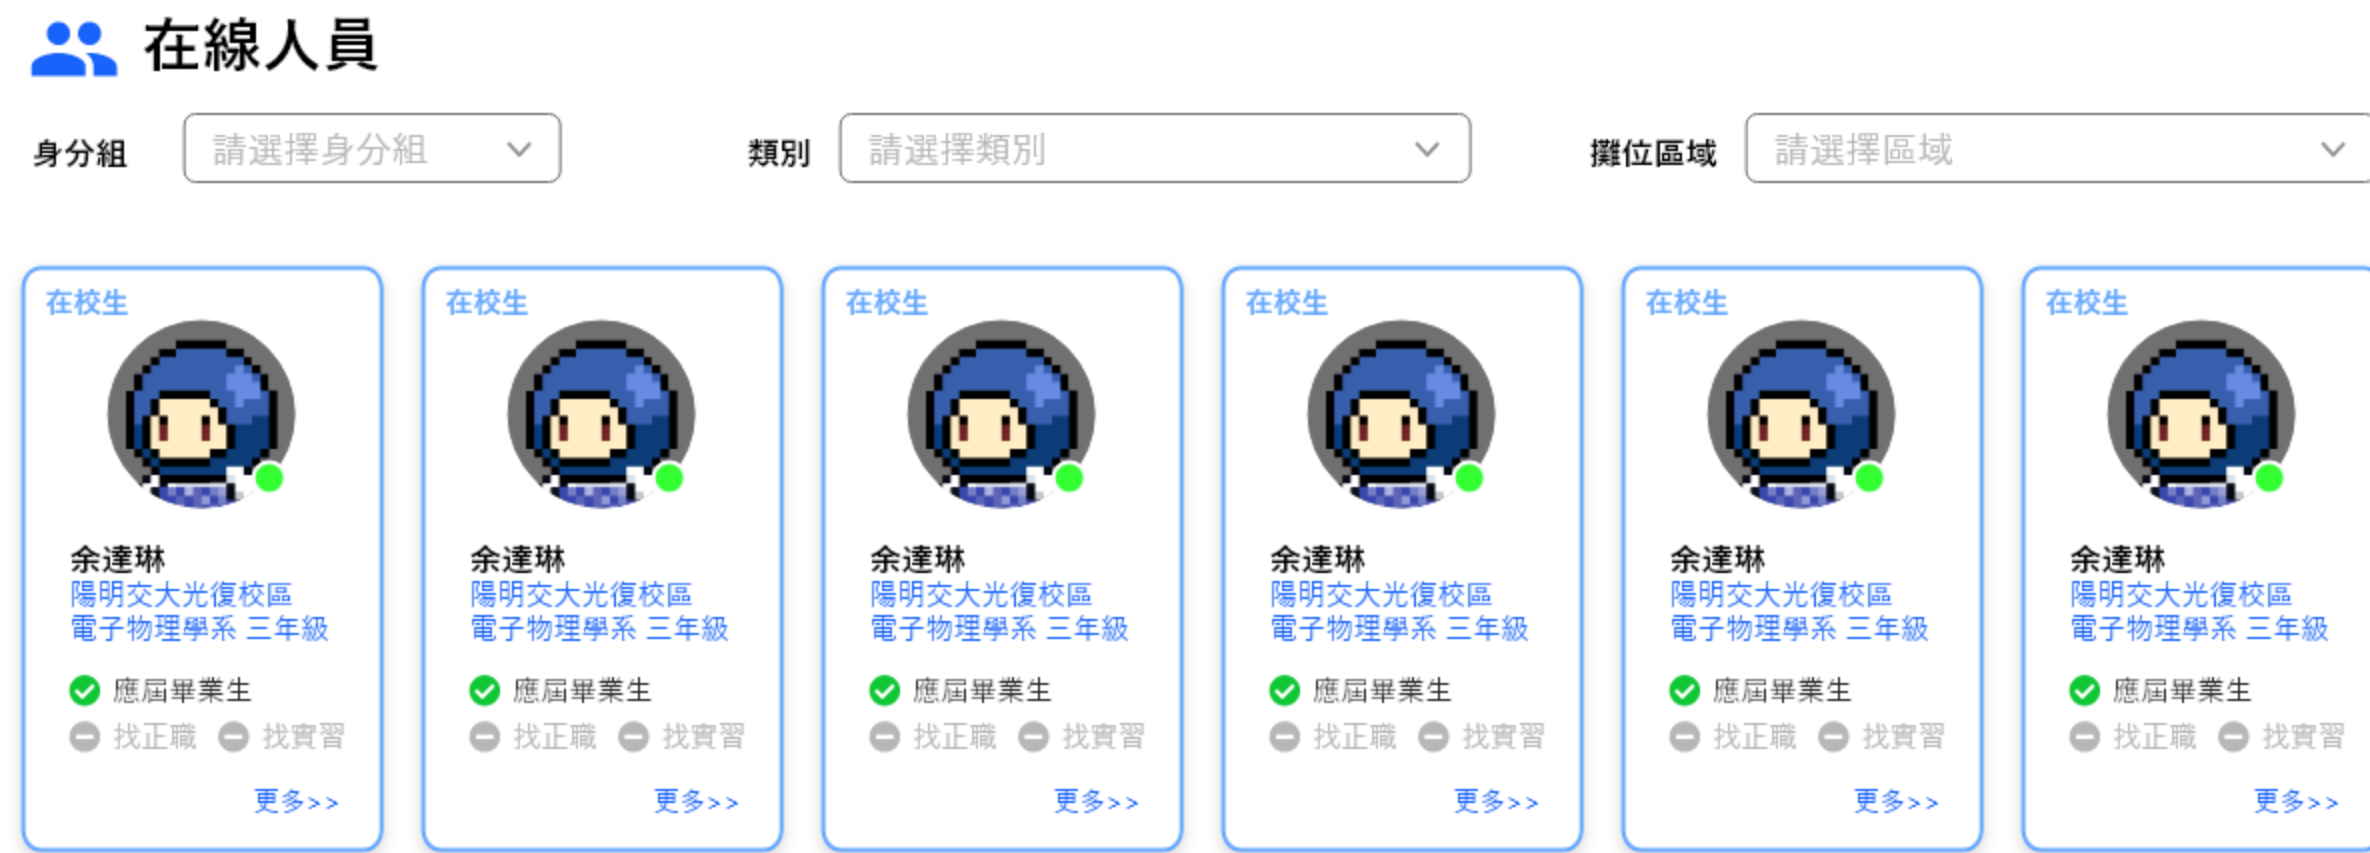 在線人員
身分組 請選擇身分組 類別 請選擇類別 攤位區域 請選擇區域
在校生
余達琳
陽明交大光復校區
電子物理學系 三年級
應屆畢業生
找正職 找實習
更多>>
在校生
余達琳
陽明交大光復校區
電子物理學系 三年級
應屆畢業生
找正職 找實習
更多>>
在校生
余達琳
陽明交大光復校區
電子物理學系 三年級
應屆畢業生
找正職 找實習
更多>>
在校生
余達琳
陽明交大光復校區
電子物理學系 三年級
應屆畢業生
找正職 找實習
更多>>
在校生
余達琳
陽明交大光復校區
電子物理學系 三年級
應屆畢業生
找正職 找實習
更多>>
在校生
余達琳
陽明交大光復校區
電子物理學系 三年級
應屆畢業生
找正職 找實習
更多>>